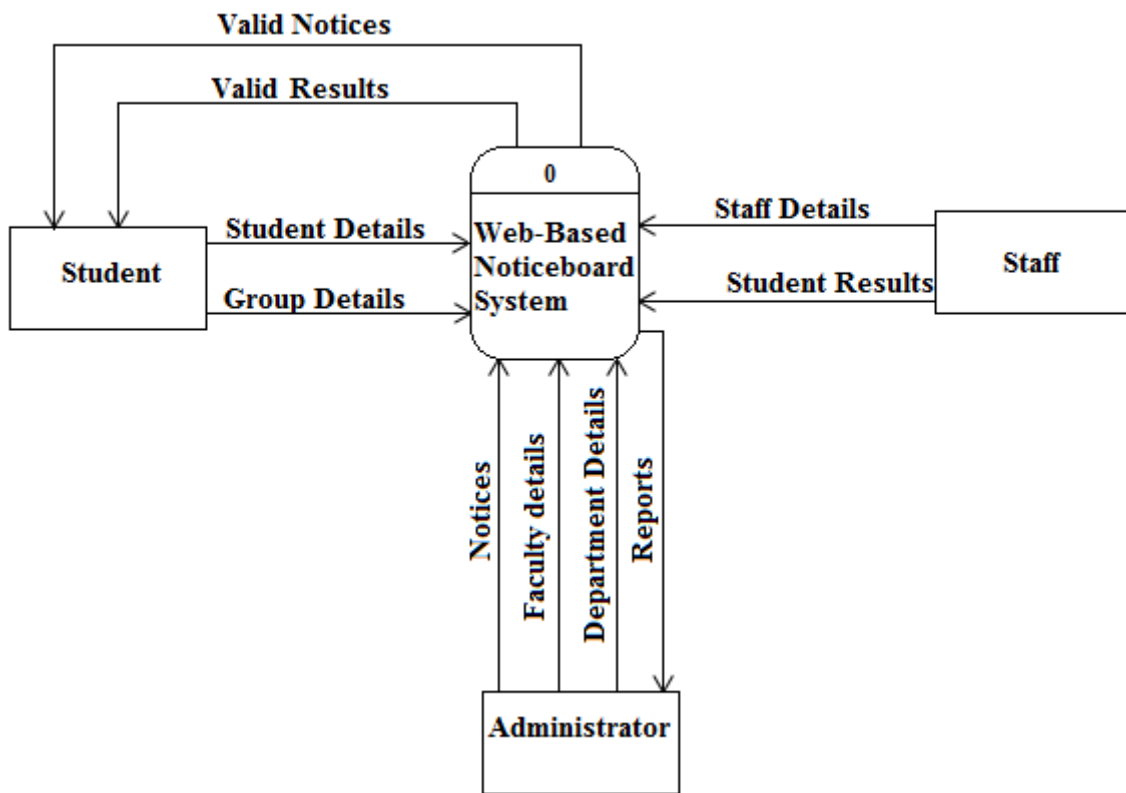 Valid Notices
Valid Results
0
Web-Based
Noticeboard
System
Student Details
Group Details
Student
Staff Details
Student Results
Staff
Notices
Faculty details
Department Details
Reports
Administrator